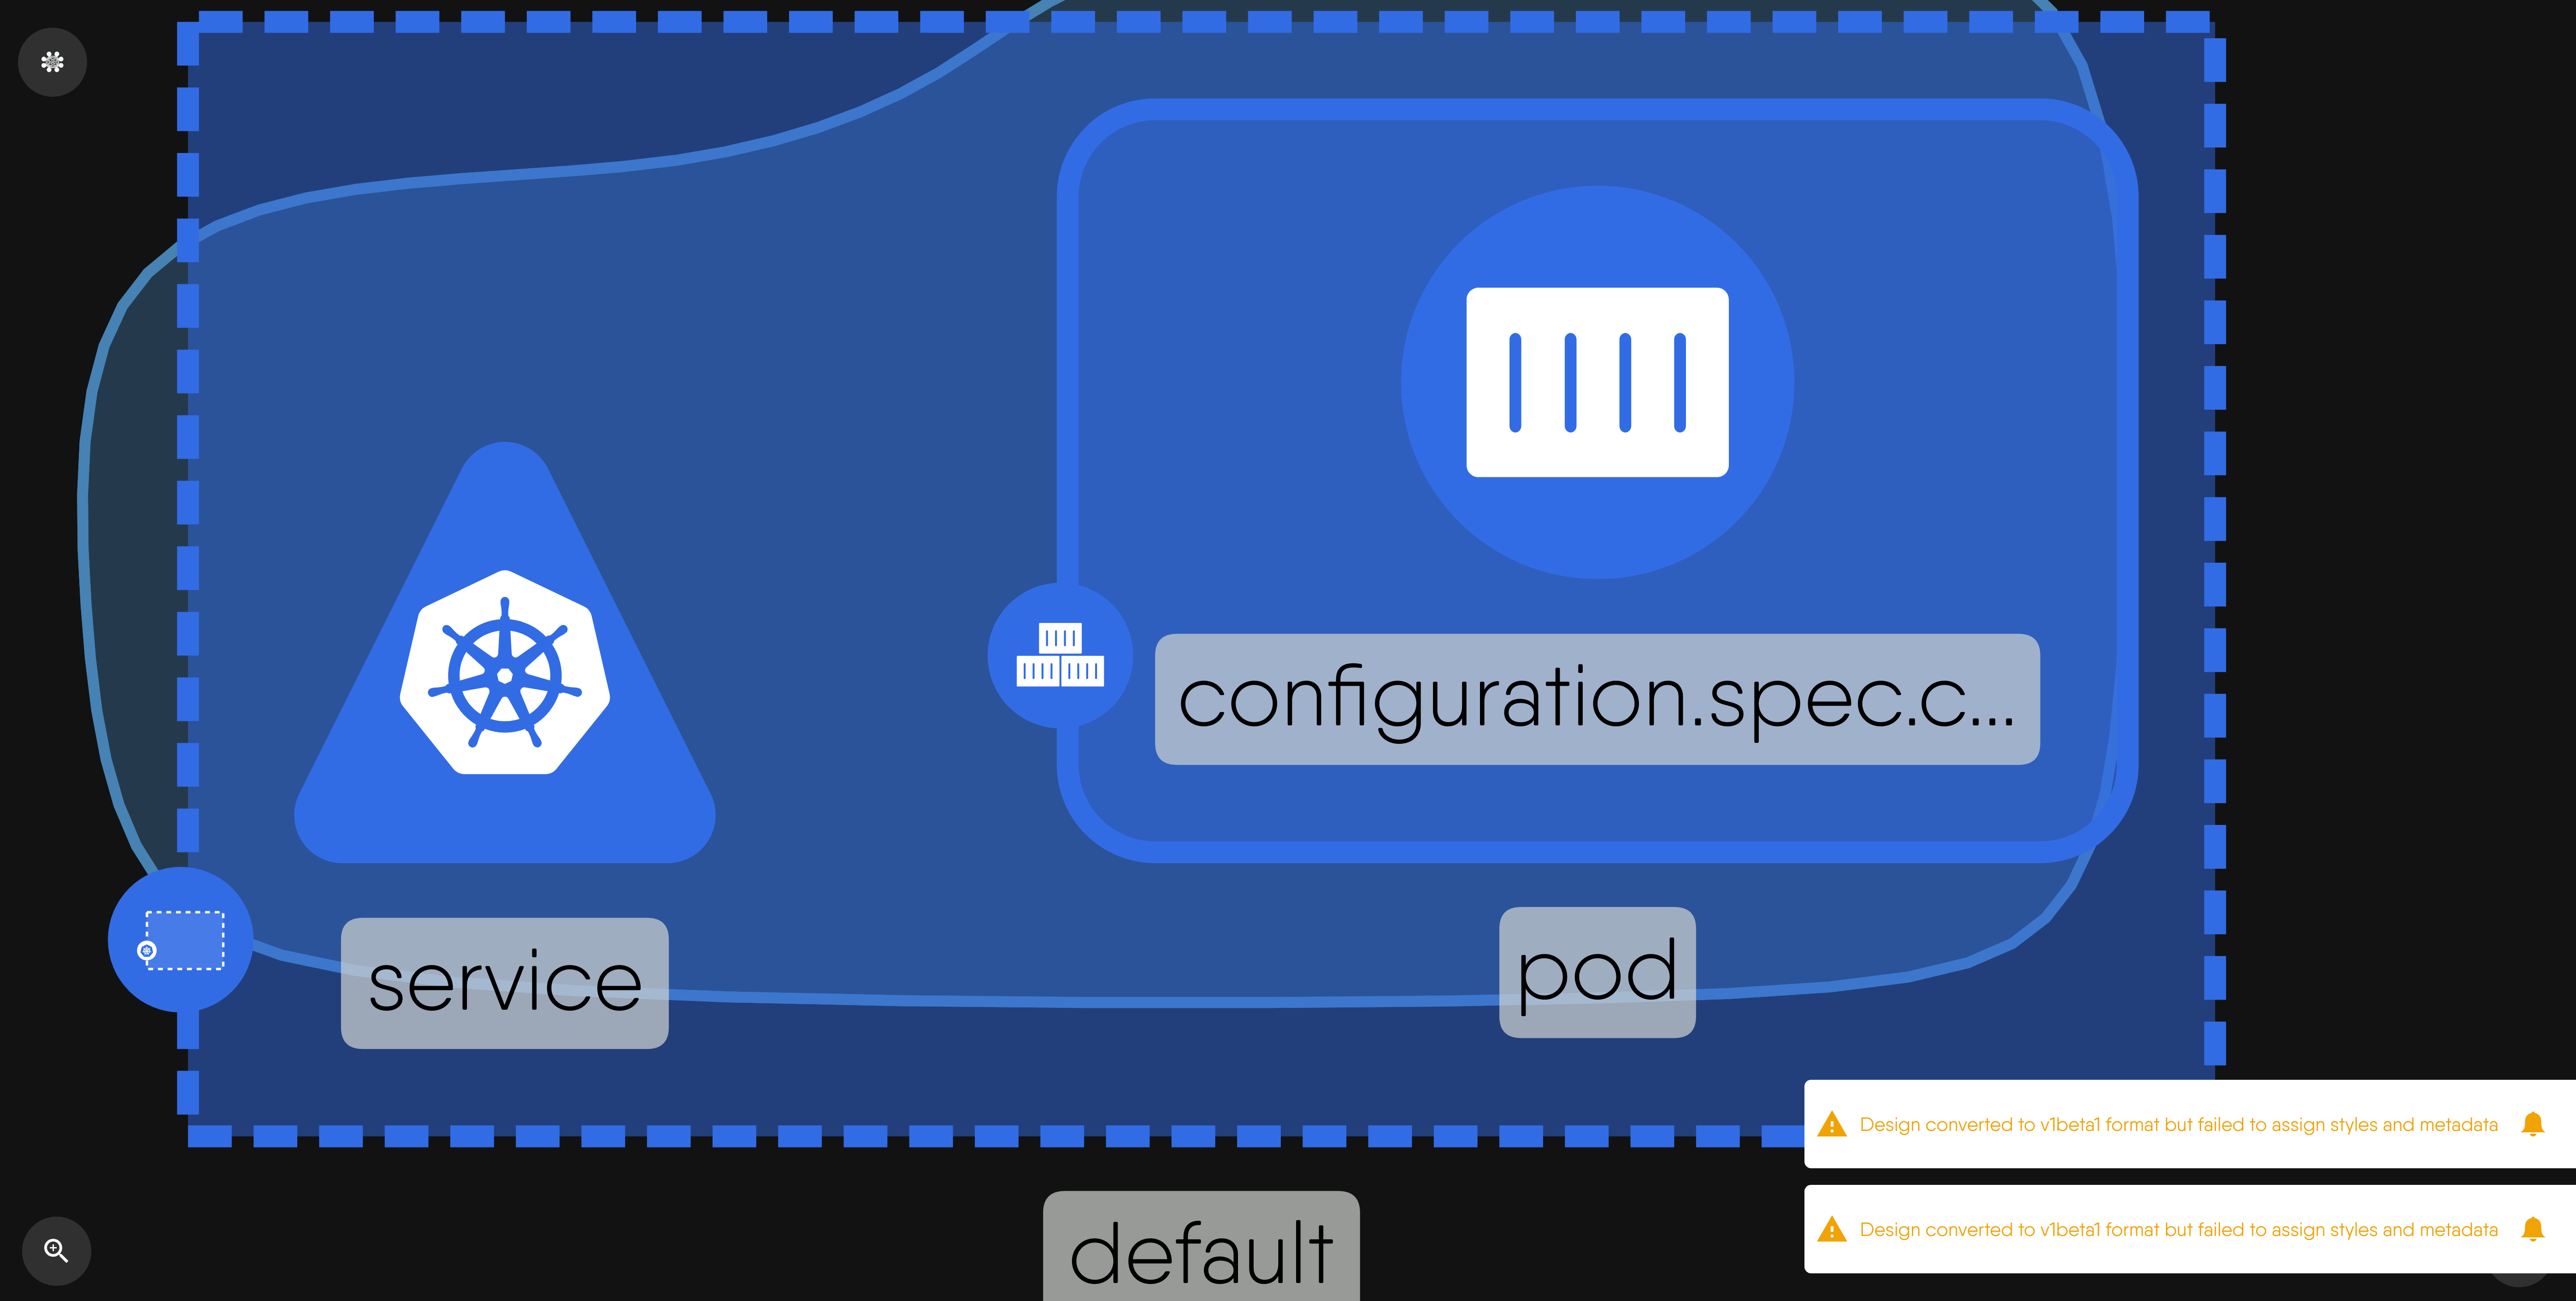 configuration.spec.c...
service
pod
Design converted to v1beta1 format but failed to assign styles and metadata
Design converted to v1beta1 format but failed to assign styles and metadata
default